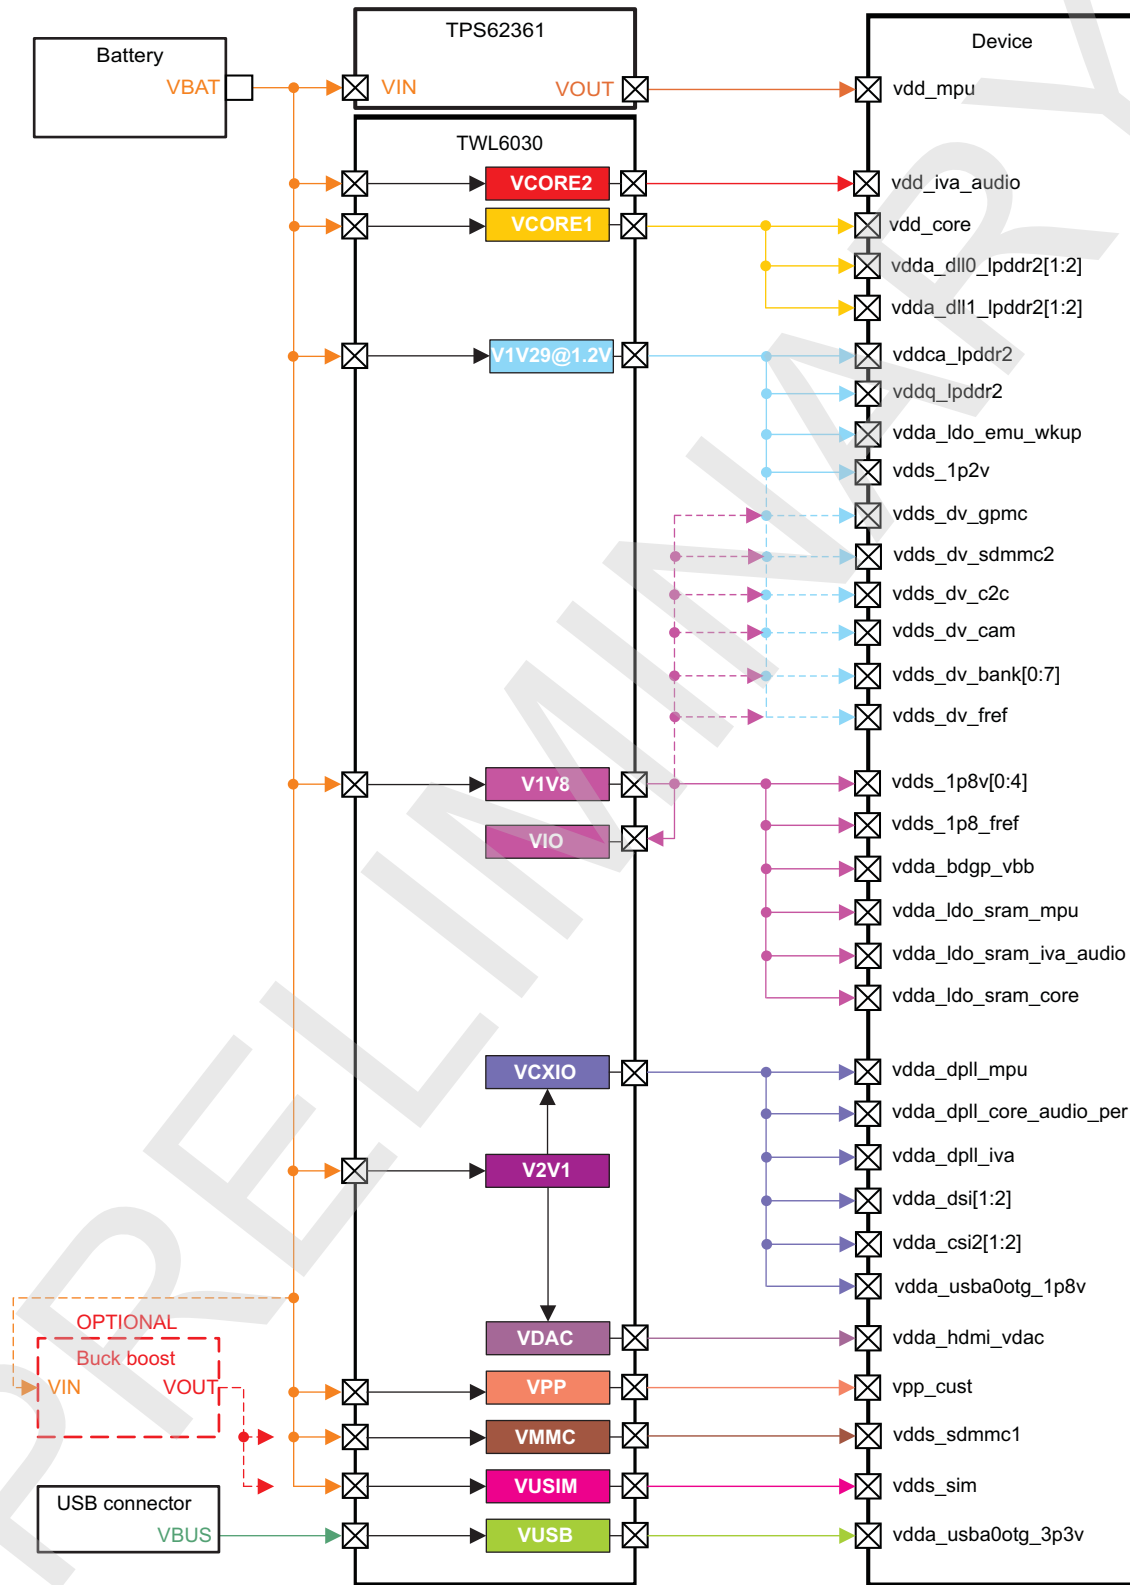 TPS62361
Battery
Device
VBAT
VIN
VOUT
vdd_mpu
TWL6030
VCORE2
vdd_iva_audio
VCORE1
vdd_core
vdda_dll0_lpddr2[1:2]
vdda_dll1_lpddr2[1:2]
V1V29@1.2V
vddca_lpddr2
vddq_lpddr2
vdda_ldo_emu_wkup
vdds_1p2v
vdds_dv_gpmc
vdds_dv_sdmmc2
vdds_dv_c2c
vdds_dv_cam
vdds_dv_bank[0:7]
vdds_dv_fref
V1V8
vdds_1p8v[0:4]
vdds_1p8_fref
VIO
vdda_bdgp_vbb
vdda_ldo_sram_mpu
vdda_ldo_sram_iva_audio
vdda_ldo_sram_core
VCXIO
vdda_dpll_mpu
vdda_dpll_core_audio_per
vdda_dpll_iva
V2V1
vdda_dsi[1:2]
vdda_csi2[1:2]
vdda_usba0otg_1p8v
OPTIONAL
VDAC
vdda_hdmi_vdac
Buck boost
VIN
VOUT
VPP
vpp_cust
VMMC
vdds_sdmmc1
VUSIM
vdds_sim
USB connector
VBUS
VUSB
vdda_usba0otg_3p3v
PRELIMINARY